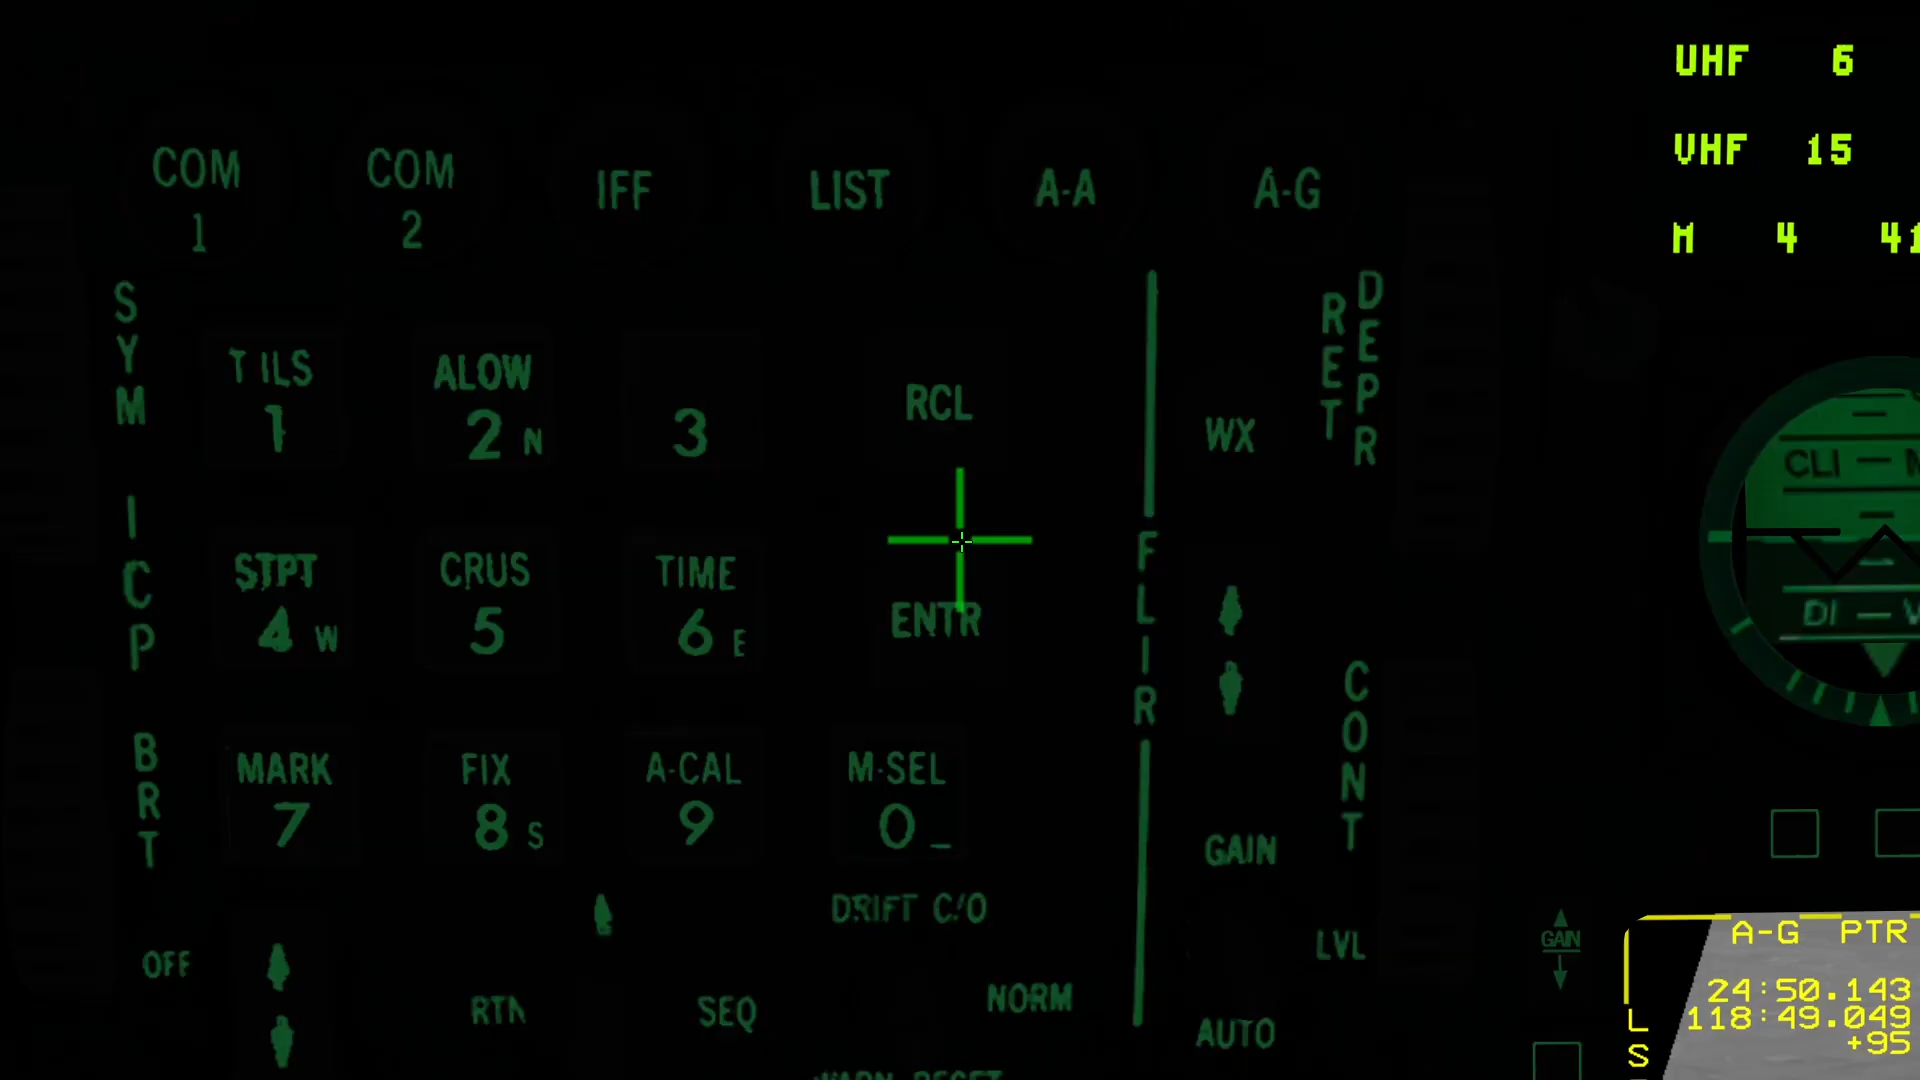 UHF 6
VHF 15
M 4
COM 1
COM 2
IFF
LIST
A-A
A-G
SYM
ICP
BRT
T ILS 1
ALOW 2 N
3
RCL
WX
RET
DEPR
CLI
STPT 4 W
CRUS 5
TIME 6 E
ENTR
FLIR
DI
CONT
MARK 7
FIX 8 S
A-CAL 9
M-SEL 0
GAIN
DRIFT C/O
LVL
GAIN
OFF
RTN
SEQ
NORM
AUTO
WARN RESET
A-G PTR
24:50.143
118:49.049
+95
L
S